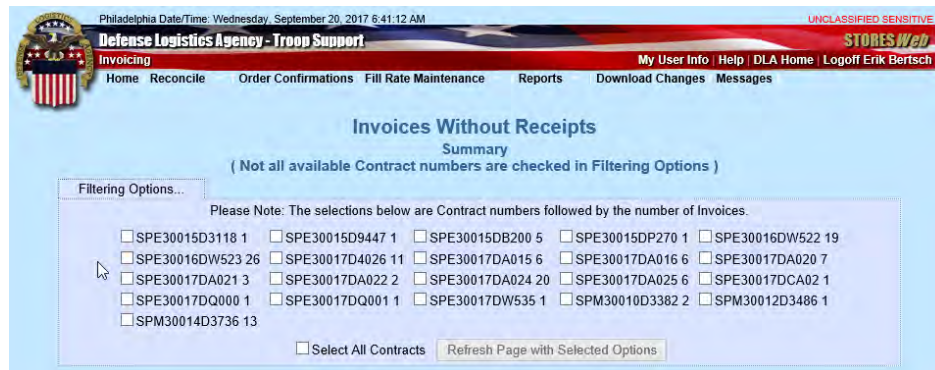 Philadelphia Date/Time: Wednesday, September 20, 2017 6:41:12 AM
UNCLASSIFIED SENSITIVE
Defense Logistics Agency - Troop Support
STORES Web
Invoicing
My User Info | Help | DLA Home | Logoff Erik Bertsch
Home Reconcile Order Confirmations Fill Rate Maintenance Reports Download Changes Messages
Invoices Without Receipts
Summary
( Not all available Contract numbers are checked in Filtering Options )
Filtering Options...
Please Note: The selections below are Contract numbers followed by the number of Invoices.
SPE30015D3118 1 SPE30015D9447 1 SPE30015DB200 5 SPE30015DP270 1 SPE30016DW522 19
SPE30016DW523 26 SPE30017D4026 11 SPE30017DA015 6 SPE30017DA016 6 SPE30017DA020 7
SPE30017DA021 3 SPE30017DA022 2 SPE30017DA024 20 SPE30017DA025 6 SPE30017DCA02 1
SPE30017DQ000 1 SPE30017DQ001 1 SPE30017DW535 1 SPM30010D3382 2 SPM30012D3486 1
SPM30014D3736 13
Select All Contracts Refresh Page with Selected Options